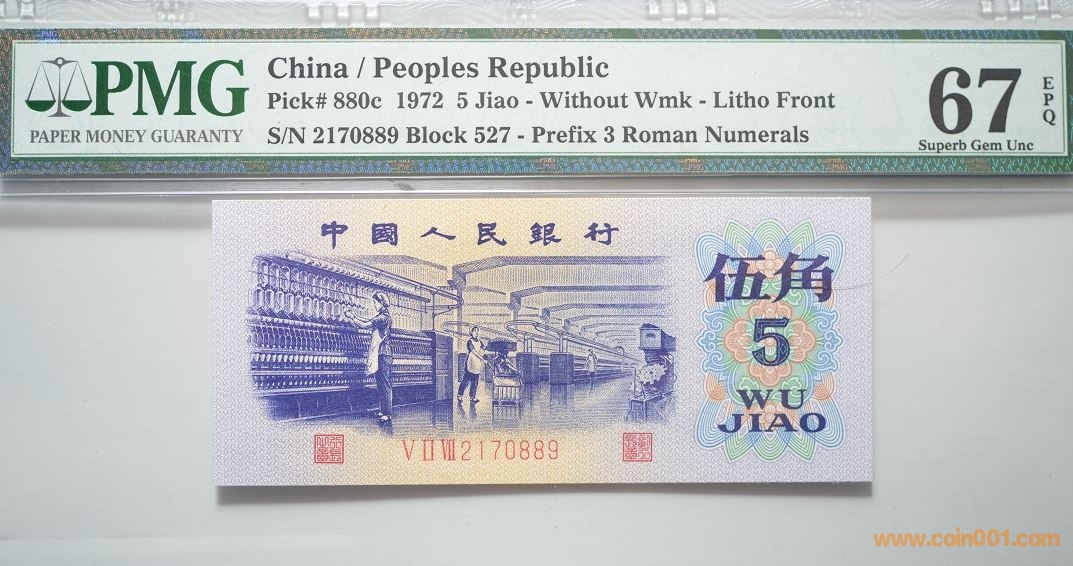 PMG
PAPER MONEY GUARANTY
China / Peoples Republic
Pick# 880c 1972 5 Jiao - Without Wmk - Litho Front
S/N 2170889 Block 527 - Prefix 3 Roman Numerals
67
EPQ
Superb Gem Unc
中國人民銀行
伍角
5
WU
JIAO
V II VII 2170889
www.coin001.com